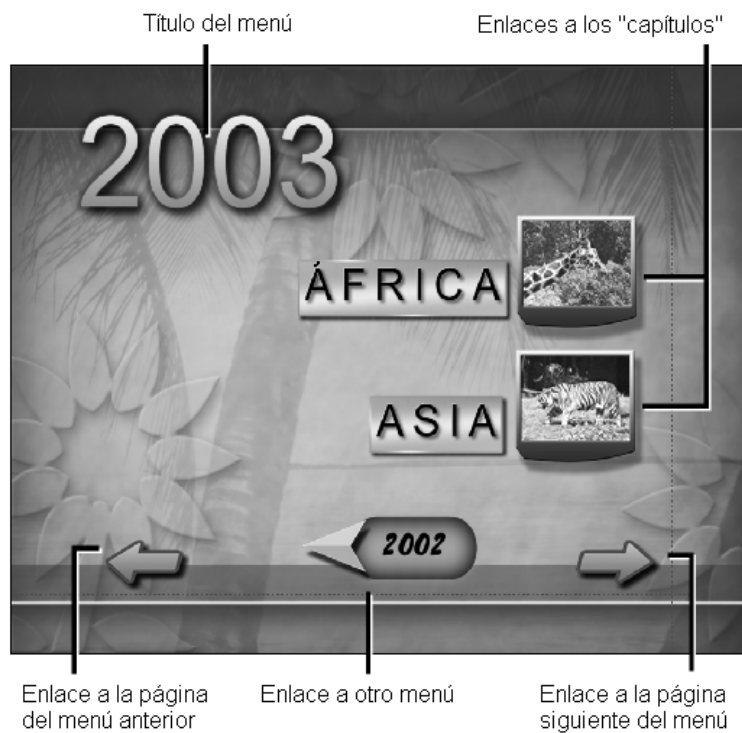 Título del menú
Enlaces a los "capítulos"
2003
ÁFRICA
ASIA
2002
Enlace a la página
del menú anterior
Enlace a otro menú
Enlace a la página
siguiente del menú